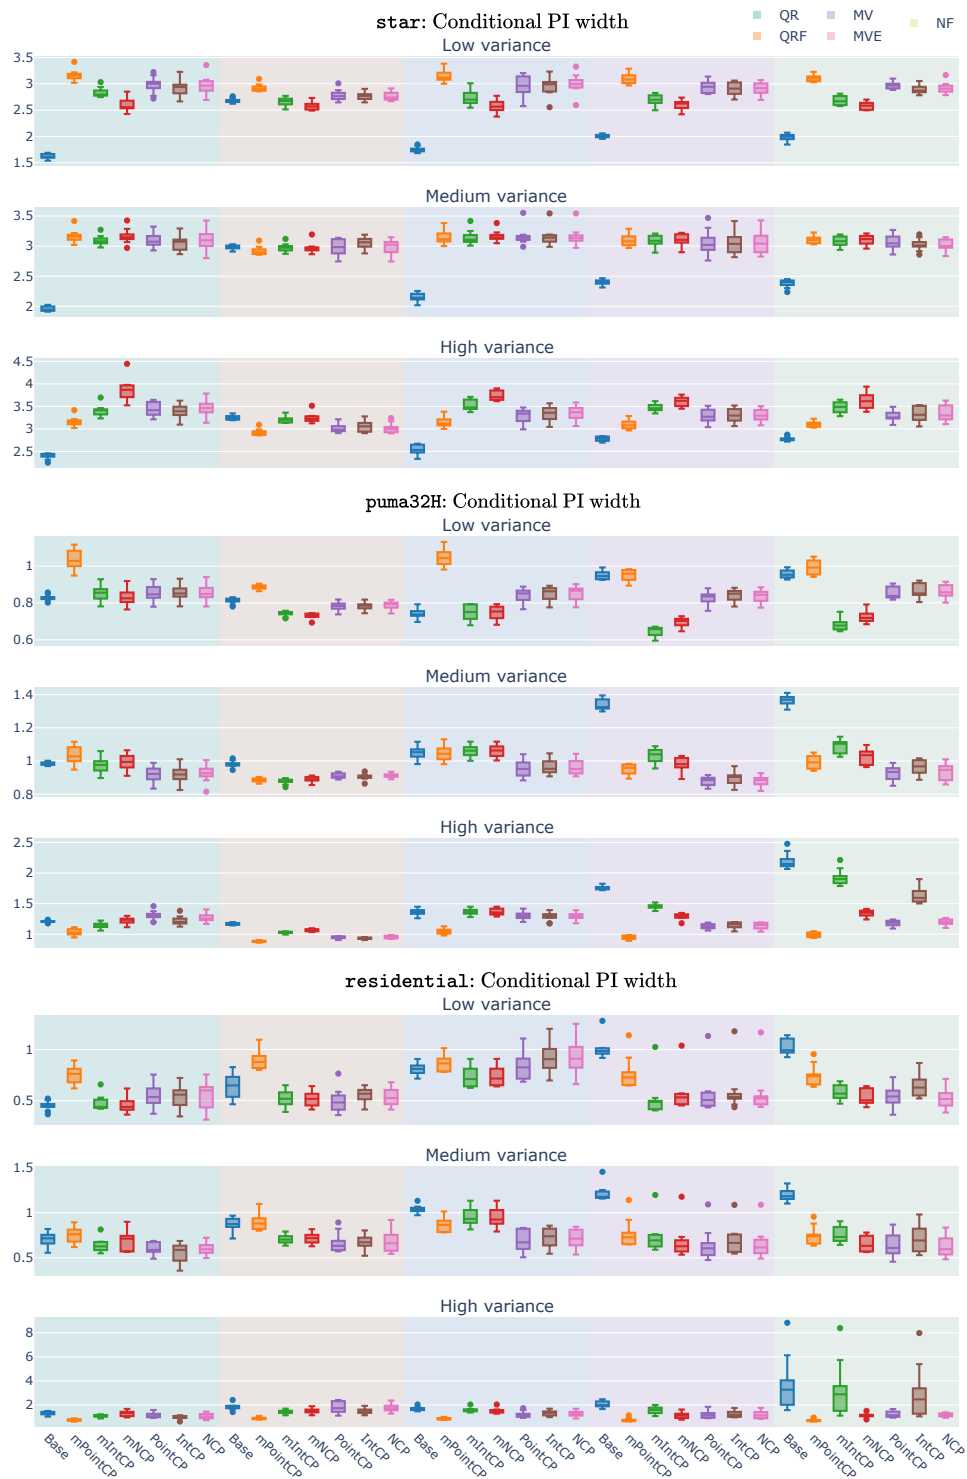 star: Conditional PI width
QR MV NF
QRF MVE
Low variance
3.5
3
2.5
2
1.5
Medium variance
3.5
3
2.5
2
High variance
4.5
4
3.5
3
2.5
puma32H: Conditional PI width
Low variance
1
0.8
0.6
Medium variance
1.4
1.2
1
0.8
High variance
2.5
2
1.5
1
residential: Conditional PI width
Low variance
1
0.5
Medium variance
1.5
1
0.5
High variance
8
6
4
2
Base mPointCP mIntCP mNCP PointCP IntCP NCP Base mPointCP mIntCP mNCP PointCP IntCP NCP Base mPointCP mIntCP mNCP PointCP IntCP NCP Base mPointCP mIntCP mNCP PointCP IntCP NCP Base mPointCP mIntCP mNCP PointCP IntCP NCP